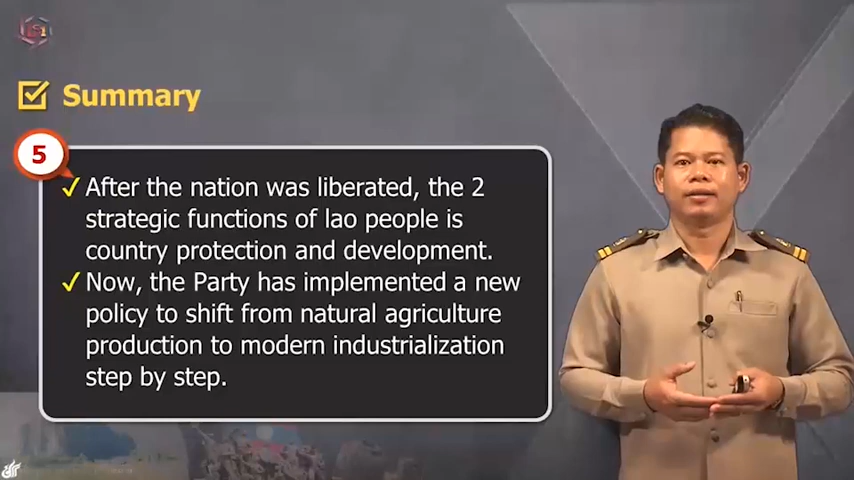 Summary
5
✓ After the nation was liberated, the 2
strategic functions of lao people is
country protection and development.
✓ Now, the Party has implemented a new
policy to shift from natural agriculture
production to modern industrialization
step by step.